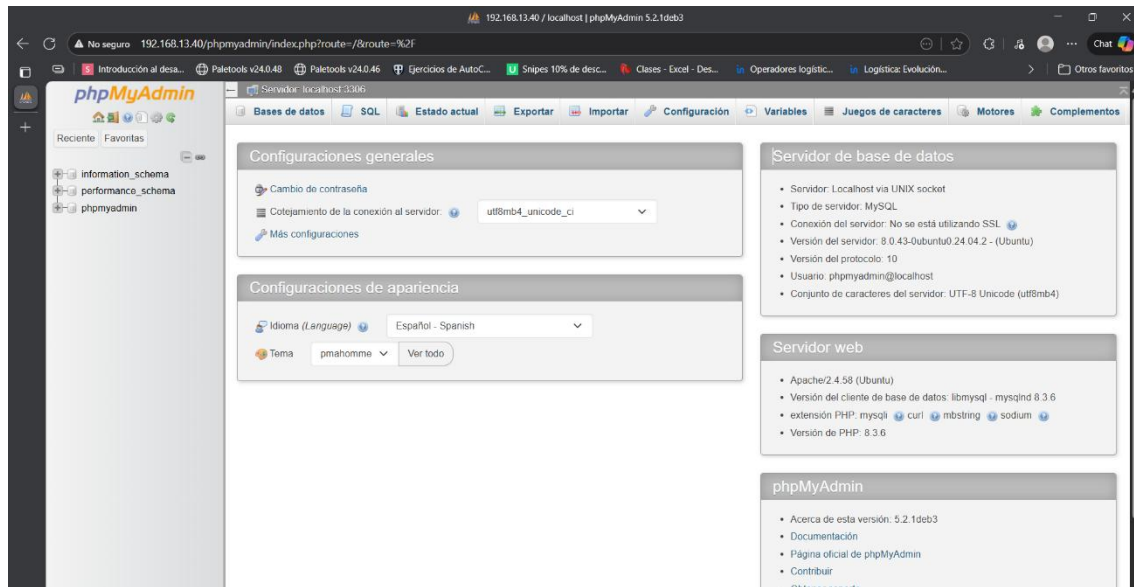 192.168.13.40 / localhost | phpMyAdmin 5.2.1deb3
No seguro 192.168.13.40/phpmyadmin/index.php?route=/&route=%2F
Chat
Introducción al desa... Paletools v24.0.48 Paletools v24.0.46 Ejercicios de AutoC... Snipes 10% de desc... Clases - Excel - Des... Operadores logístic... Logística: Evolución... Otros favoritos
phpMyAdmin
Reciente Favoritas
information_schema
performance_schema
phpmyadmin
Servidor: localhost:3306
Bases de datos SQL Estado actual Exportar Importar Configuración Variables Juegos de caracteres Motores Complementos
Configuraciones generales
Cambio de contraseña
Cotejamiento de la conexión al servidor: utf8mb4_unicode_ci
Más configuraciones
Configuraciones de apariencia
Idioma (Language) Español - Spanish
Tema pmahomme Ver todo
Servidor de base de datos
• Servidor: Localhost via UNIX socket
• Tipo de servidor: MySQL
• Conexión del servidor: No se está utilizando SSL
• Versión del servidor: 8.0.43-0ubuntu0.24.04.2 - (Ubuntu)
• Versión del protocolo: 10
• Usuario: phpmyadmin@localhost
• Conjunto de caracteres del servidor: UTF-8 Unicode (utf8mb4)
Servidor web
• Apache/2.4.58 (Ubuntu)
• Versión del cliente de base de datos: libmysql - mysqlnd 8.3.6
• extensión PHP: mysqli curl mbstring sodium
• Versión de PHP: 8.3.6
phpMyAdmin
• Acerca de esta versión: 5.2.1deb3
• Documentación
• Página oficial de phpMyAdmin
• Contribuir